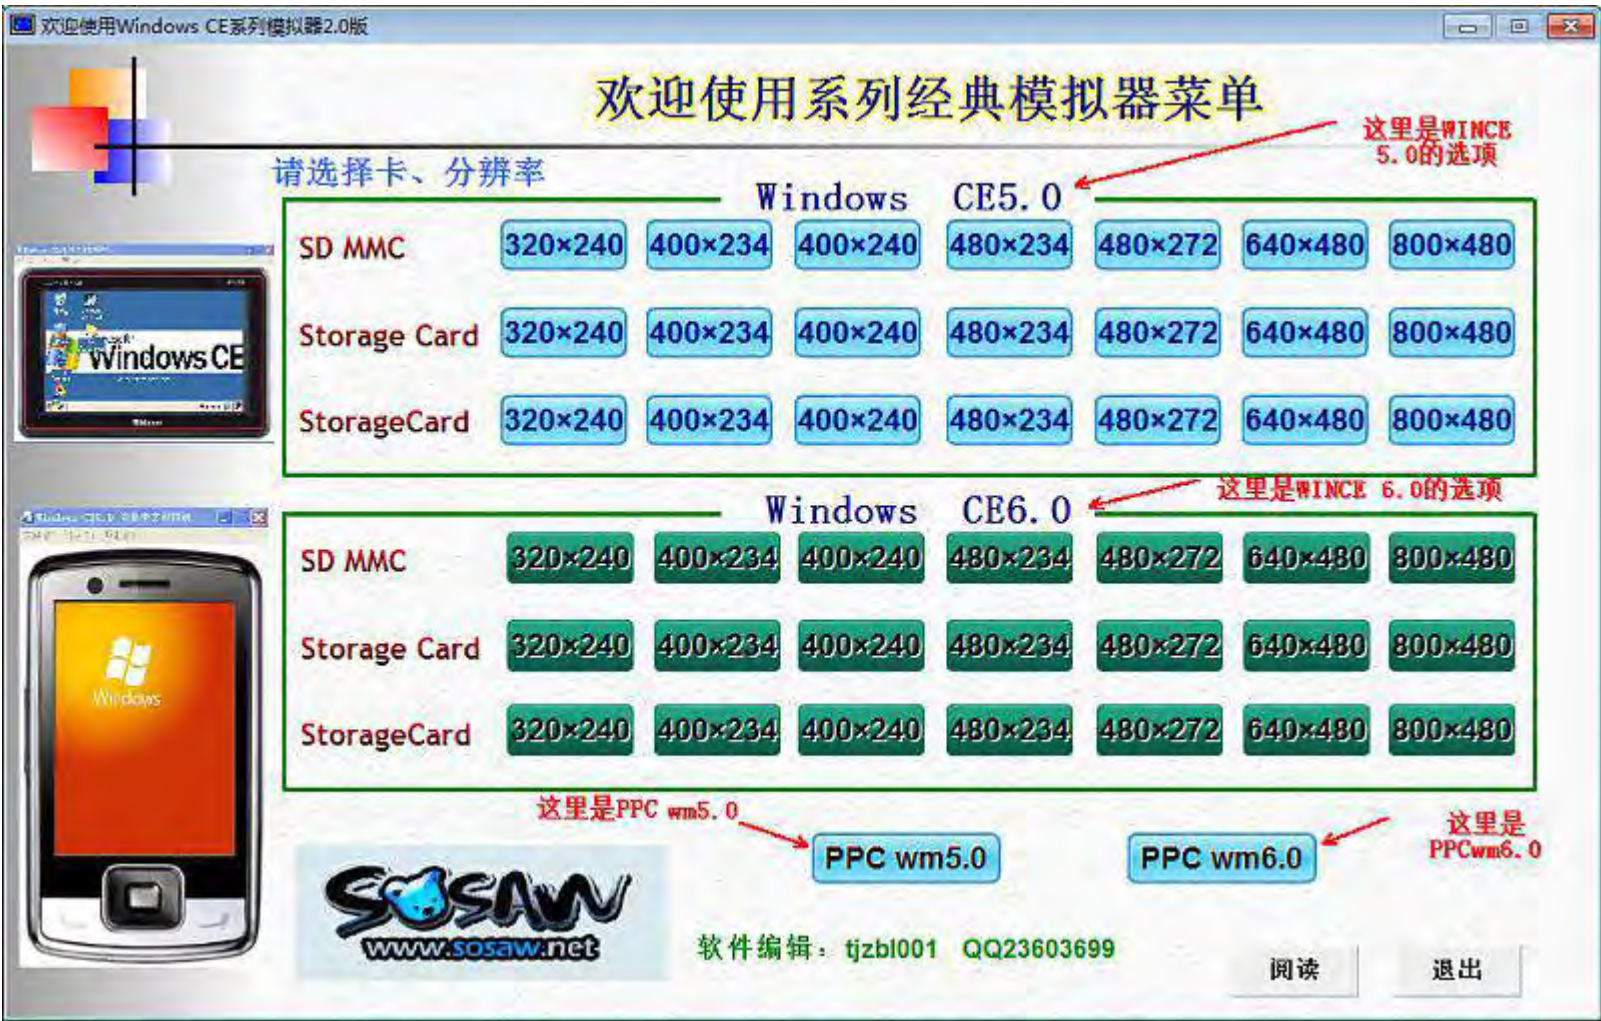 欢迎使用Windows CE系列模拟器2.0版
欢迎使用系列经典模拟器菜单
这里是WINCE
5.0的选项
请选择卡、分辨率
Windows CE5.0
SD MMC 320×240 400×234 400×240 480×234 480×272 640×480 800×480
Storage Card 320×240 400×234 400×240 480×234 480×272 640×480 800×480
StorageCard 320×240 400×234 400×240 480×234 480×272 640×480 800×480
Windows CE
这里是WINCE 6.0的选项
Windows CE6.0
SD MMC 320×240 400×234 400×240 480×234 480×272 640×480 800×480
Storage Card 320×240 400×234 400×240 480×234 480×272 640×480 800×480
StorageCard 320×240 400×234 400×240 480×234 480×272 640×480 800×480
Windows
这里是PPC wm5.0
PPC wm5.0
PPC wm6.0
这里是
PPCwm6.0
SOSAW
www.sosaw.net
软件编辑：tjzbl001 QQ23603699
阅读 退出